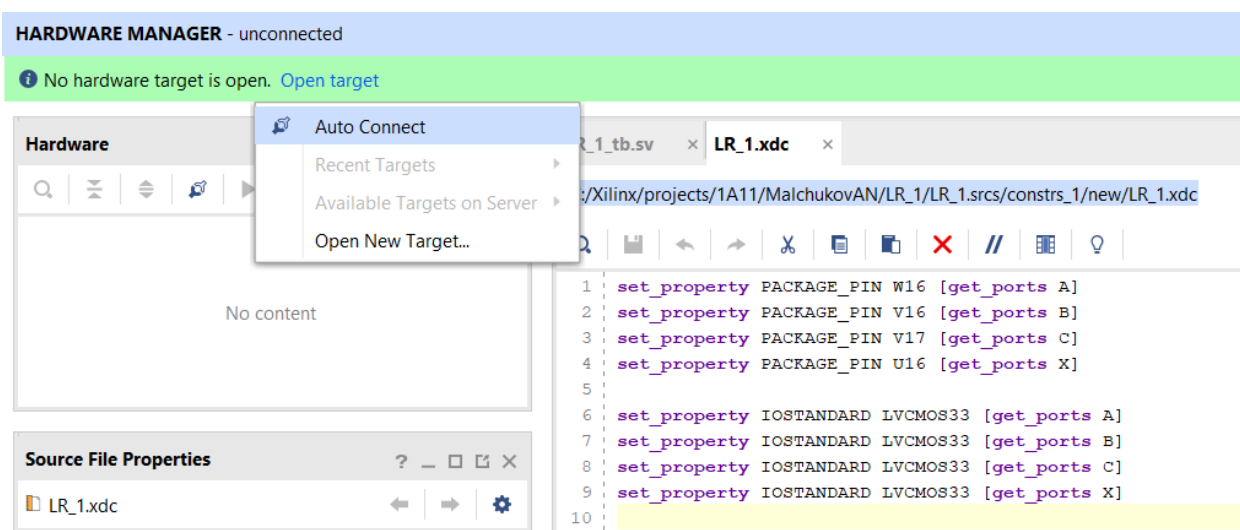 HARDWARE MANAGER - unconnected
No hardware target is open. Open target
Auto Connect
Recent Targets
Available Targets on Server
Open New Target...
Hardware
No content
Source File Properties
LR_1.xdc
_1_tb.sv
LR_1.xdc
:/Xilinx/projects/1A11/MalchukovAN/LR_1/LR_1.srcs/constrs_1/new/LR_1.xdc
1 set_property PACKAGE_PIN W16 [get_ports A]
2 set_property PACKAGE_PIN V16 [get_ports B]
3 set_property PACKAGE_PIN V17 [get_ports C]
4 set_property PACKAGE_PIN U16 [get_ports X]
5
6 set_property IOSTANDARD LVCMOS33 [get_ports A]
7 set_property IOSTANDARD LVCMOS33 [get_ports B]
8 set_property IOSTANDARD LVCMOS33 [get_ports C]
9 set_property IOSTANDARD LVCMOS33 [get_ports X]
10